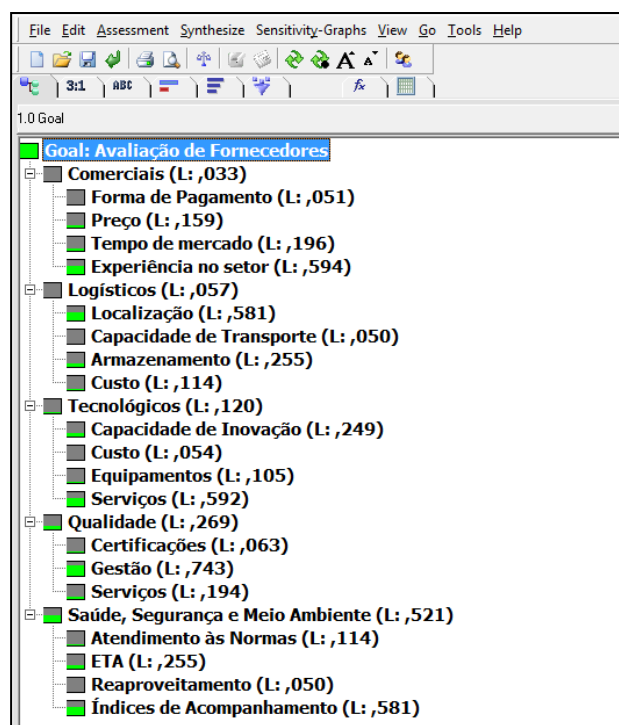 File Edit Assessment Synthesize Sensitivity-Graphs View Go Tools Help
A A
3:1 ABC fx
1.0 Goal
Goal: Avaliação de Fornecedores
Comerciais (L: ,033)
Forma de Pagamento (L: ,051)
Preço (L: ,159)
Tempo de mercado (L: ,196)
Experiência no setor (L: ,594)
Logísticos (L: ,057)
Localização (L: ,581)
Capacidade de Transporte (L: ,050)
Armazenamento (L: ,255)
Custo (L: ,114)
Tecnológicos (L: ,120)
Capacidade de Inovação (L: ,249)
Custo (L: ,054)
Equipamentos (L: ,105)
Serviços (L: ,592)
Qualidade (L: ,269)
Certificações (L: ,063)
Gestão (L: ,743)
Serviços (L: ,194)
Saúde, Segurança e Meio Ambiente (L: ,521)
Atendimento às Normas (L: ,114)
ETA (L: ,255)
Reaproveitamento (L: ,050)
Índices de Acompanhamento (L: ,581)